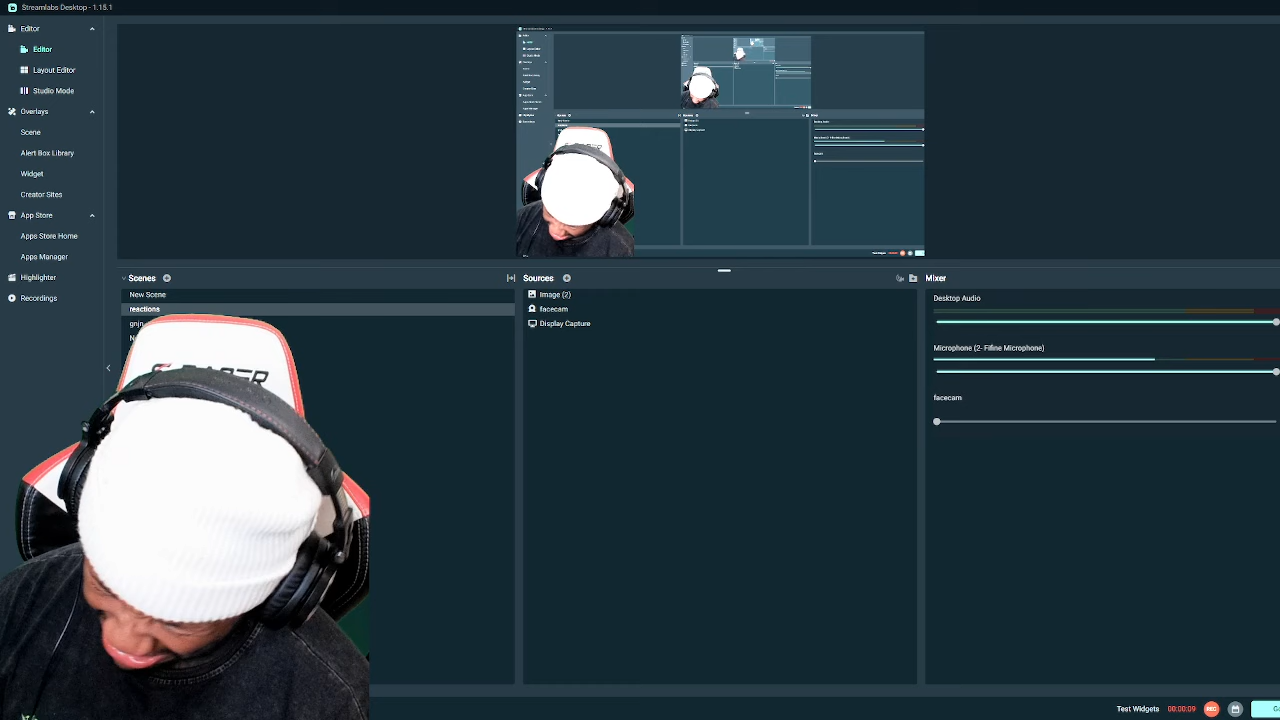 Streamlabs Desktop - 1.15.1
Editor
Editor
Layout Editor
Studio Mode
Overlays
Scene
Alert Box Library
Widget
Creator Sites
App Store
Apps Store Home
Apps Manager
Highlighter
Recordings
Scenes
New Scene
reactions
Sources
Image (2)
facecam
Display Capture
Mixer
Desktop Audio
Microphone (2- Fifine Microphone)
facecam
Test Widgets 00:00:09 REC